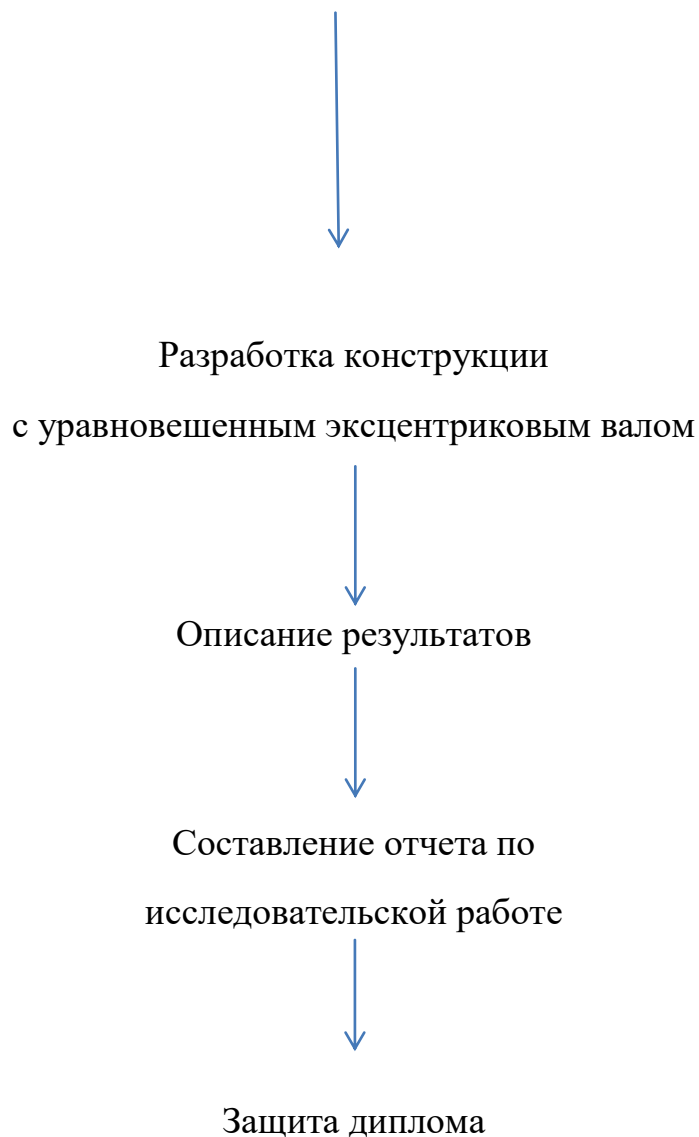 Разработка конструкции
с уравновешенным эксцентриковым валом
Описание результатов
Составление отчета по
исследовательской работе
Защита диплома